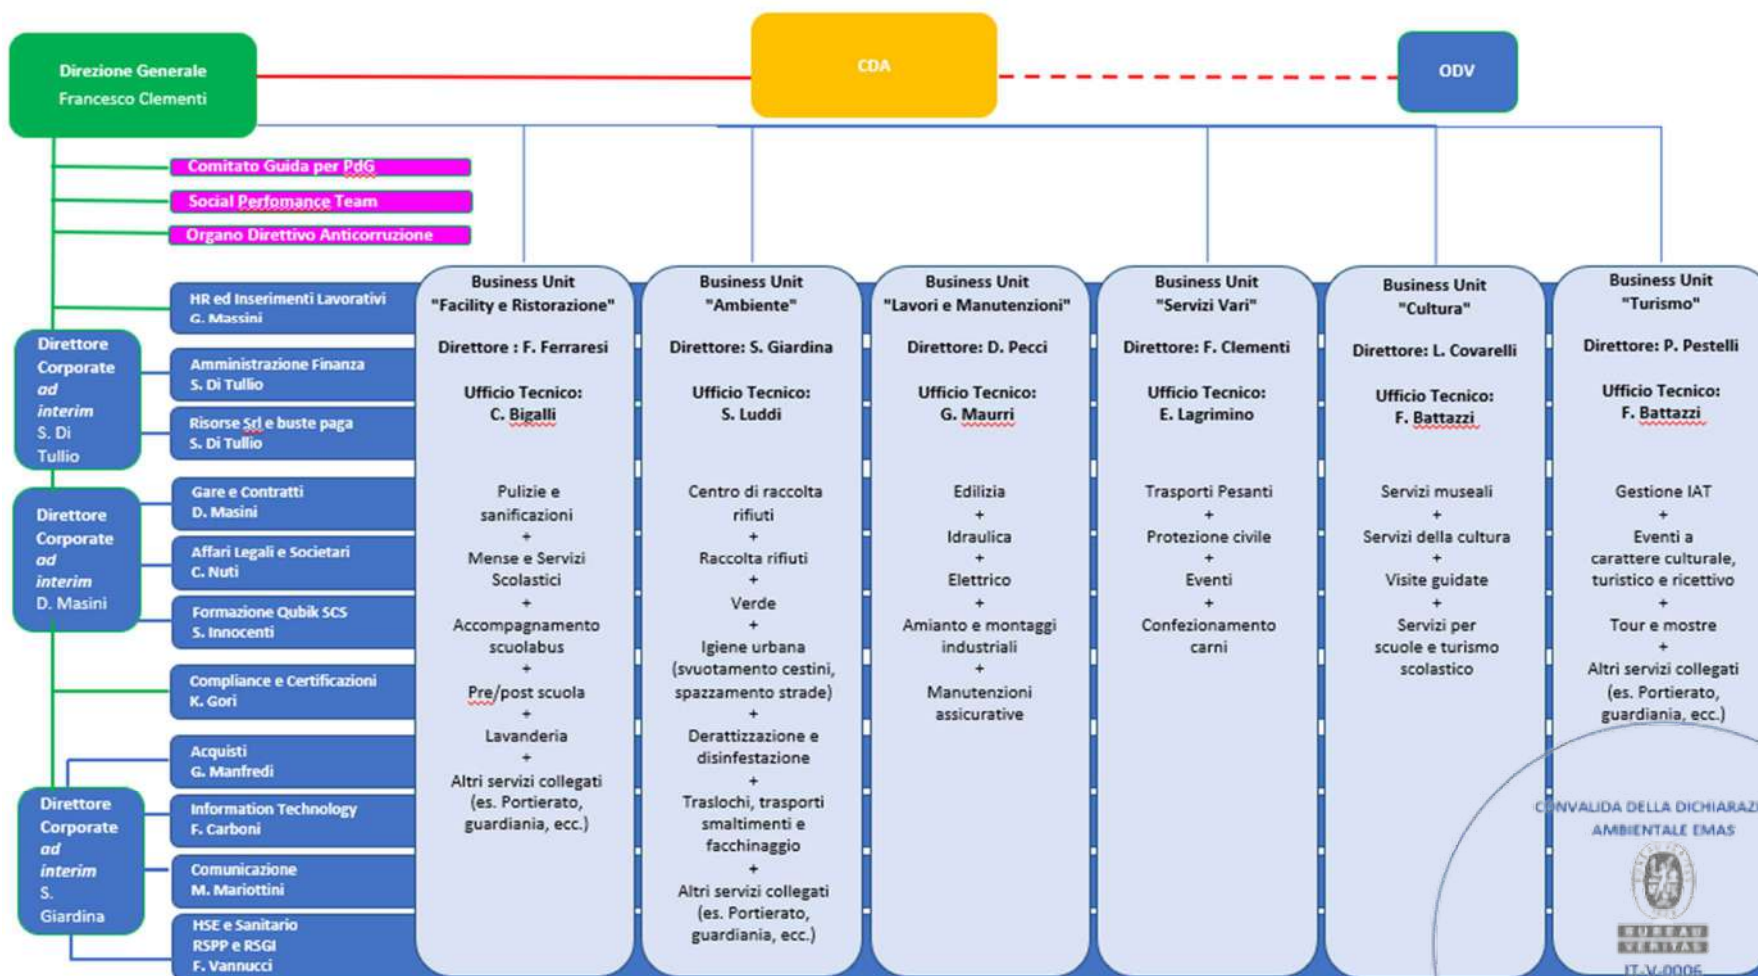 Direzione Generale
Francesco Clementi
CDA
ODV
Comitato Guida per PdG
Social Perfomance Team
Organo Direttivo Anticorruzione
Direttore
Corporate
ad
interim
S. Di
Tullio
Direttore
Corporate
ad
interim
D. Masini
Direttore
Corporate
ad
interim
S.
Giardina
HR ed Inserimenti Lavorativi
G. Massini
Amministrazione Finanza
S. Di Tullio
Risorse Srl e buste paga
S. Di Tullio
Gare e Contratti
D. Masini
Affari Legali e Societari
C. Nuti
Formazione Qubik SCS
S. Innocenti
Compliance e Certificazioni
K. Gori
Acquisti
G. Manfredi
Information Technology
F. Carboni
Comunicazione
M. Mariottini
HSE e Sanitario
RSPP e RSGI
F. Vannucci
Business Unit
"Facility e Ristorazione"
Direttore : F. Ferraresi
Ufficio Tecnico:
C. Bigalli
Pulizie e
sanificazioni
+
Mense e Servizi
Scolastici
+
Accompagnamento
scuolabus
+
Pre/post scuola
+
Lavanderia
+
Altri servizi collegati
(es. Portierato,
guardiania, ecc.)
Business Unit
"Ambiente"
Direttore: S. Giardina
Ufficio Tecnico:
S. Luddi
Centro di raccolta
rifiuti
+
Raccolta rifiuti
+
Verde
+
Igiene urbana
(svuotamento cestini,
spazzamento strade)
+
Derattizzazione e
disinfestazione
+
Traslochi, trasporti
smaltimenti e
facchinaggio
+
Altri servizi collegati
(es. Portierato,
guardiania, ecc.)
Business Unit
"Lavori e Manutenzioni"
Direttore: D. Pecci
Ufficio Tecnico:
G. Maurri
Edilizia
+
Idraulica
+
Elettrico
+
Amianto e montaggi
industriali
+
Manutenzioni
assicurative
Business Unit
"Servizi Vari"
Direttore: F. Clementi
Ufficio Tecnico:
E. Lagrimino
Trasporti Pesanti
+
Protezione civile
+
Eventi
+
Confezionamento
carni
Business Unit
"Cultura"
Direttore: L. Covarelli
Ufficio Tecnico:
F. Battazzi
Servizi museali
+
Servizi della cultura
+
Visite guidate
+
Servizi per
scuole e turismo
scolastico
Business Unit
"Turismo"
Direttore: P. Pestelli
Ufficio Tecnico:
F. Battazzi
Gestione IAT
+
Eventi a
carattere culturale,
turistico e ricettivo
+
Tour e mostre
+
Altri servizi collegati
(es. Portierato,
guardiania, ecc.)
CONVALIDA DELLA DICHIARAZI
AMBIENTALE EMAS
BUREAU
VERITAS
IT-V-0006